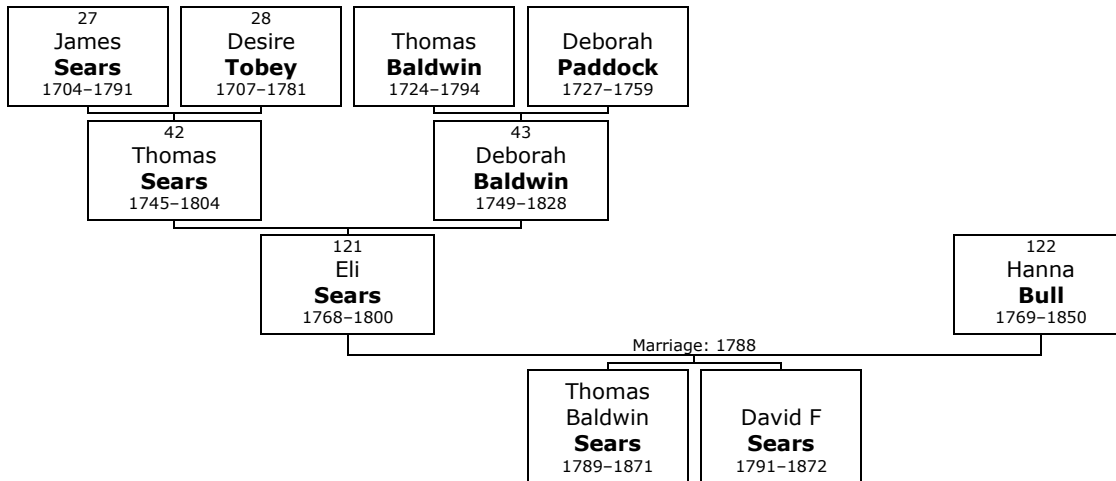 27
James
Sears
1704–1791
28
Desire
Tobey
1707–1781
Thomas
Baldwin
1724–1794
Deborah
Paddock
1727–1759
42
Thomas
Sears
1745–1804
43
Deborah
Baldwin
1749–1828
121
Eli
Sears
1768–1800
122
Hanna
Bull
1769–1850
Marriage: 1788
Thomas
Baldwin
Sears
1789–1871
David F
Sears
1791–1872